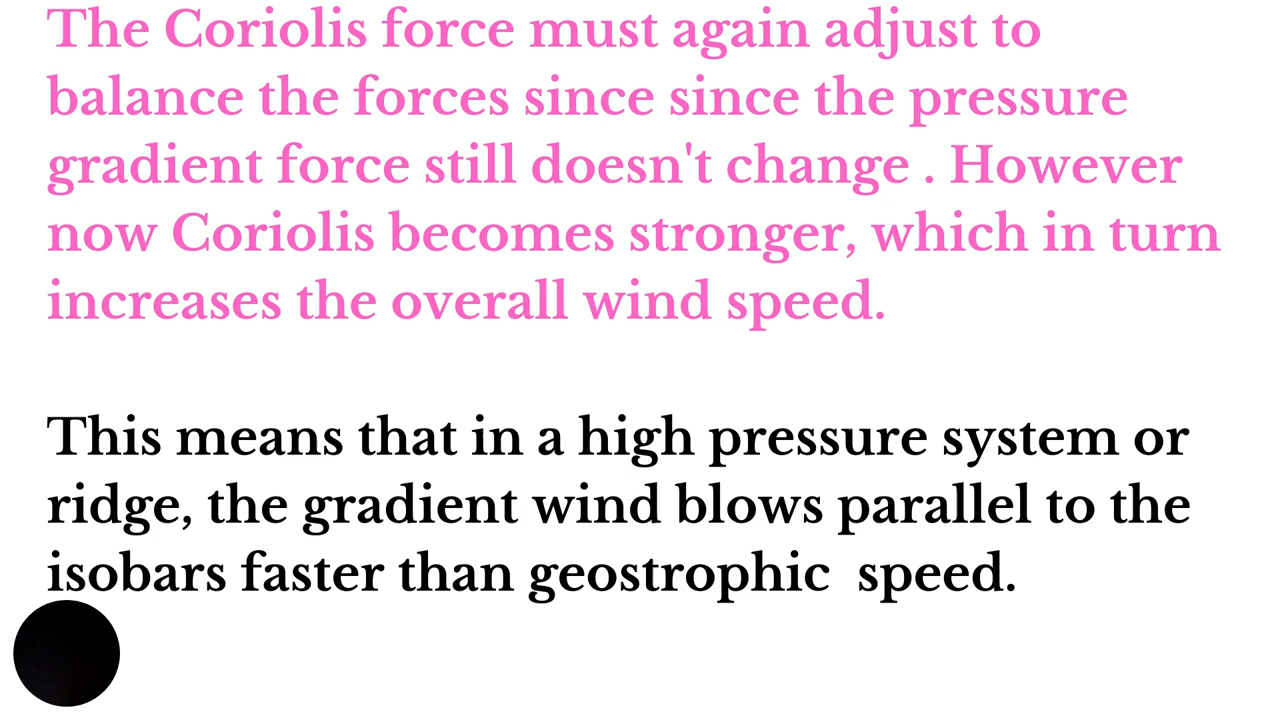 The Coriolis force must again adjust to
balance the forces since since the pressure
gradient force still doesn't change . However
now Coriolis becomes stronger, which in turn
increases the overall wind speed.
This means that in a high pressure system or
ridge, the gradient wind blows parallel to the
isobars faster than geostrophic  speed.